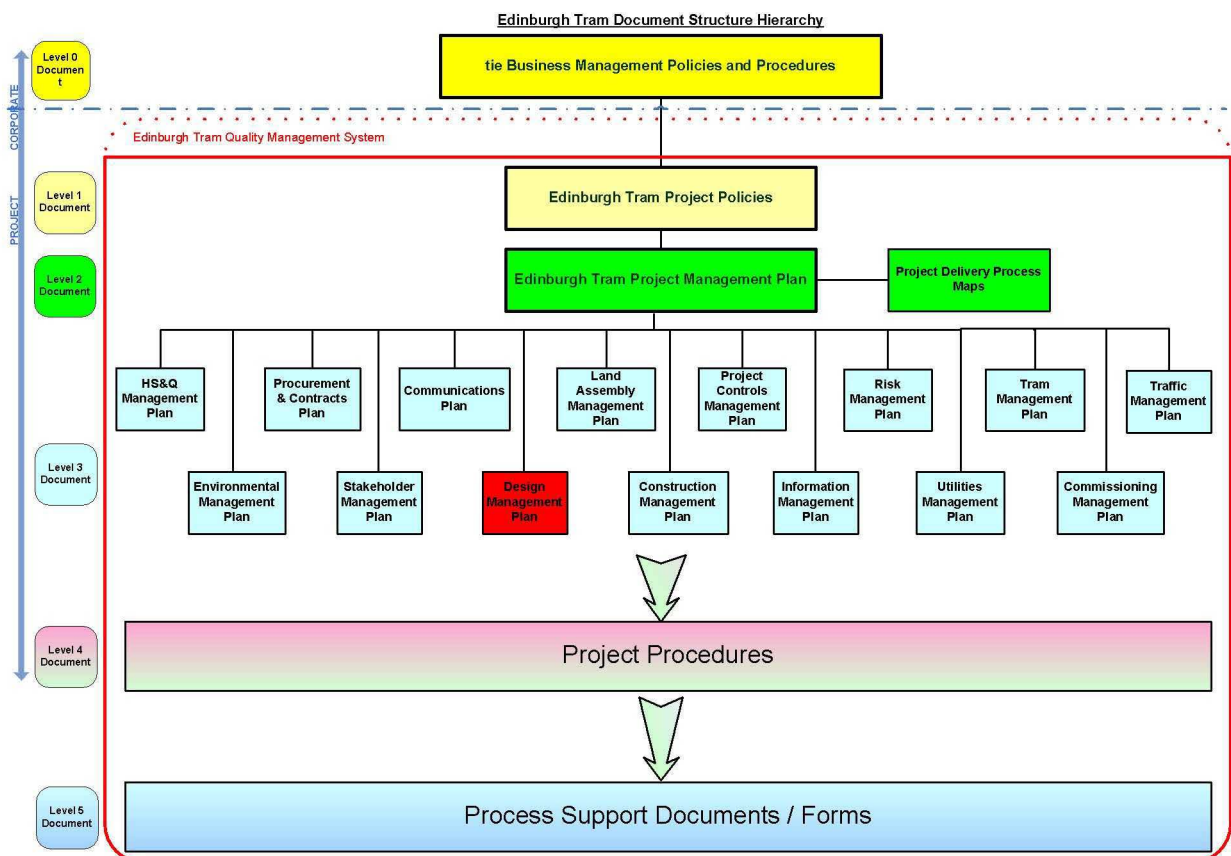 Edinburgh Tram Document Structure Hierarchy
Level 0
Documen
t
tie Business Management Policies and Procedures
CORPORATE
Edinburgh Tram Quality Management System
PROJECT
Level 1
Document
Edinburgh Tram Project Policies
Level 2
Document
Edinburgh Tram Project Management Plan
Project Delivery Process
Maps
HS&Q
Management
Plan
Procurement
& Contracts
Plan
Communications
Plan
Land
Assembly
Management
Plan
Project
Controls
Management
Plan
Risk
Management
Plan
Tram
Management
Plan
Traffic
Management
Plan
Level 3
Document
Environmental
Management
Plan
Stakeholder
Management
Plan
Design
Management
Plan
Construction
Management
Plan
Information
Management
Plan
Utilities
Management
Plan
Commissioning
Management
Plan
Level 4
Document
Project Procedures
Level 5
Document
Process Support Documents / Forms